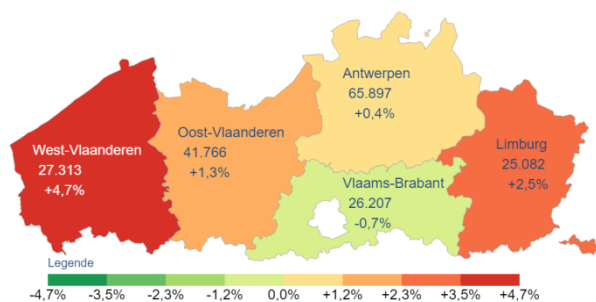 Antwerpen
65.897
+0,4%
Oost-Vlaanderen
41.766
+1,3%
West-Vlaanderen
27.313
+4,7%
Limburg
25.082
+2,5%
Vlaams-Brabant
26.207
-0,7%
Legende
-4,7% -3,5% -2,3% -1,2% 0,0% +1,2% +2,3% +3,5% +4,7%